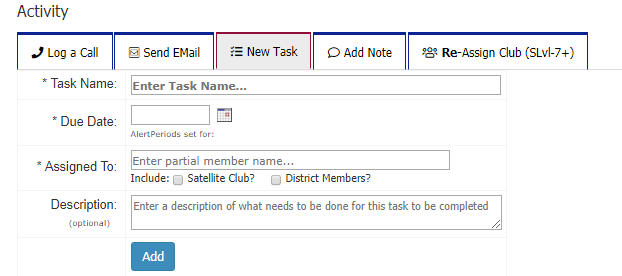 Activity
Log a Call Send EMail New Task Add Note Re-Assign Club (SLvl-7+)
* Task Name: Enter Task Name...
* Due Date:
AlertPeriods set for:
* Assigned To: Enter partial member name...
Include: Satellite Club? District Members?
Description: Enter a description of what needs to be done for this task to be completed
(optional)
Add